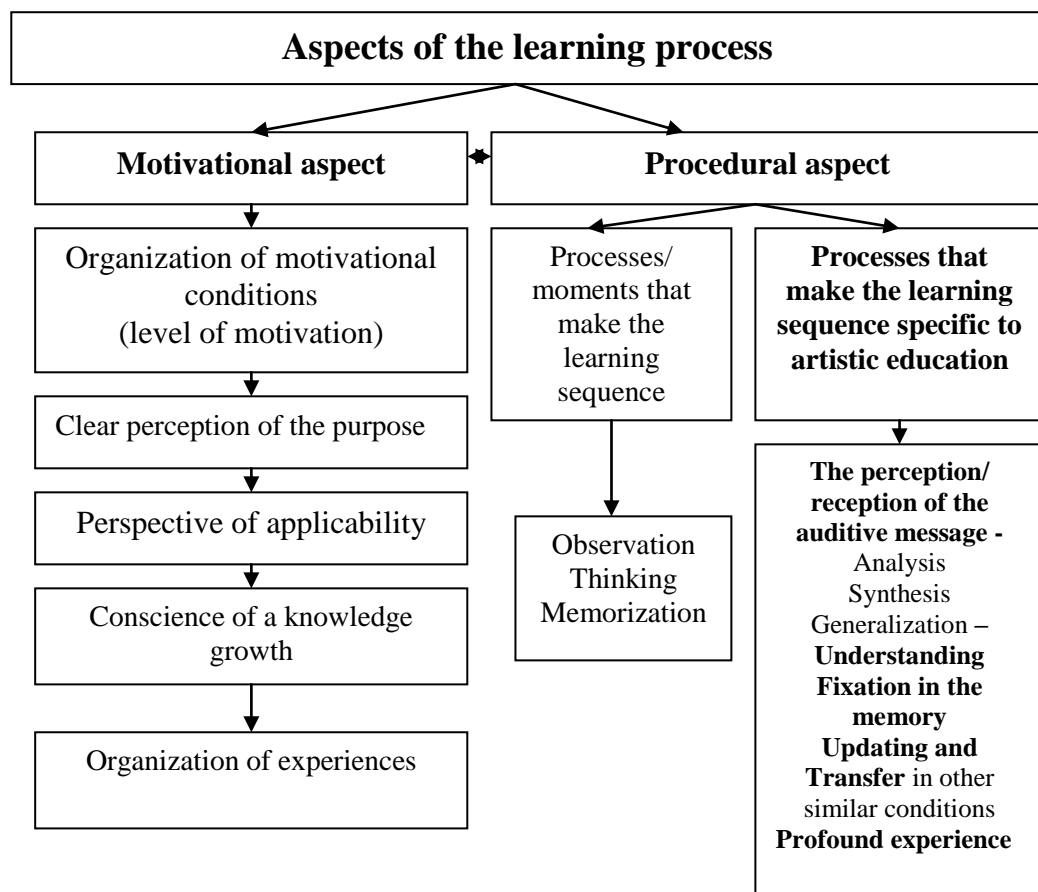 Aspects of the learning process
Motivational aspect
Procedural aspect
Organization of motivational
conditions
(level of motivation)
Clear perception of the purpose
Perspective of applicability
Conscience of a knowledge
growth
Organization of experiences
Processes/
moments that
make the
learning
sequence
Observation
Thinking
Memorization
Processes that
make the learning
sequence specific to
artistic education
The perception/
reception of the
auditive message -
Analysis
Synthesis
Generalization –
Understanding
Fixation in the
memory
Updating and
Transfer in other
similar conditions
Profound experience